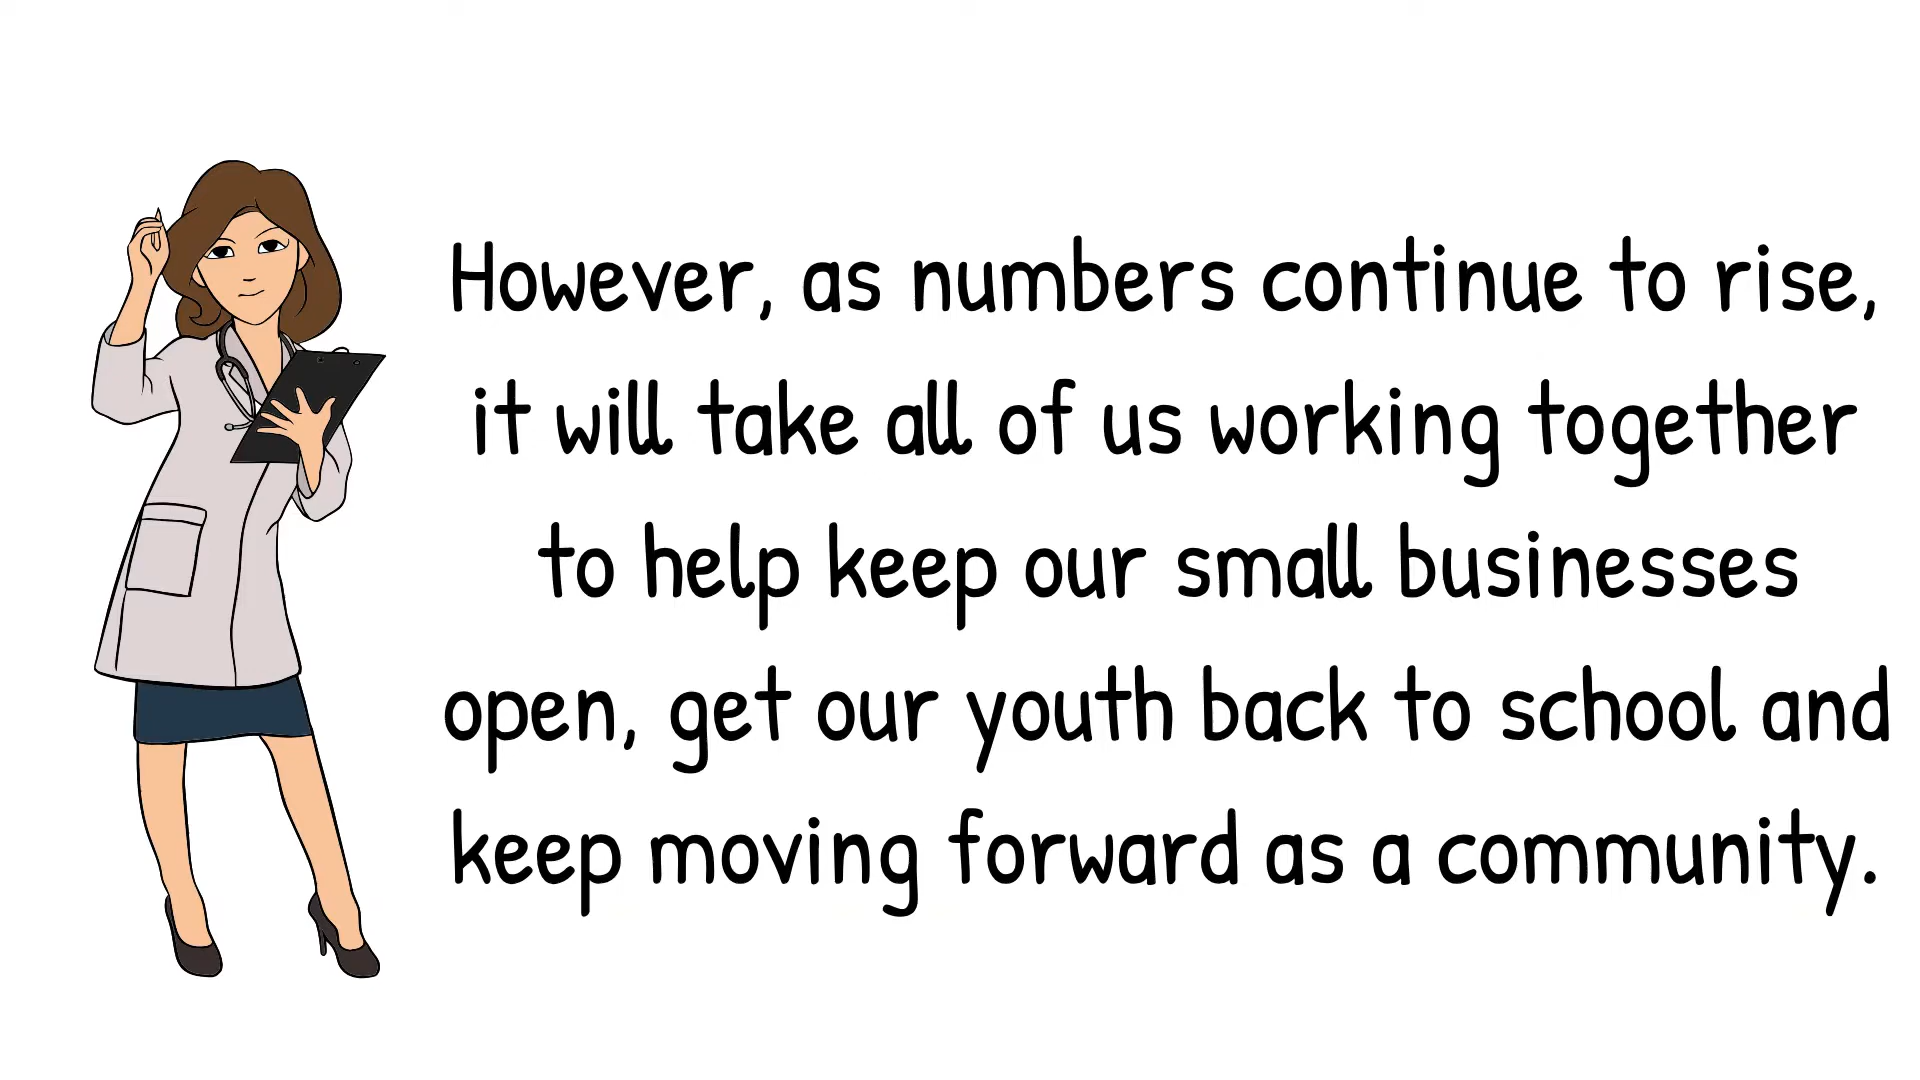 However, as numbers continue to rise,
it will take all of us working together
to help keep our small businesses
open, get our youth back to school and
keep moving forward as a community.